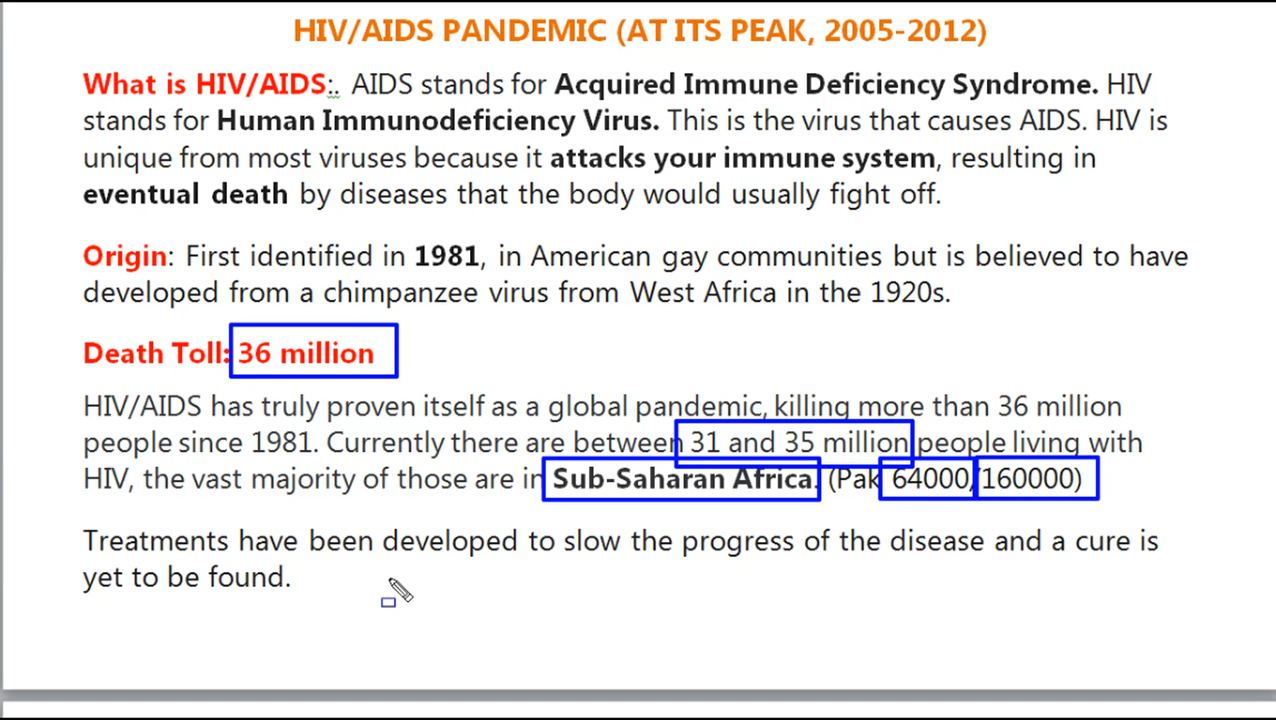 HIV/AIDS PANDEMIC (AT ITS PEAK, 2005-2012)
What is HIV/AIDS:. AIDS stands for Acquired Immune Deficiency Syndrome. HIV
stands for Human Immunodeficiency Virus. This is the virus that causes AIDS. HIV is
unique from most viruses because it attacks your immune system, resulting in
eventual death by diseases that the body would usually fight off.
Origin: First identified in 1981, in American gay communities but is believed to have
developed from a chimpanzee virus from West Africa in the 1920s.
Death Toll: 36 million
HIV/AIDS has truly proven itself as a global pandemic, killing more than 36 million
people since 1981. Currently there are between 31 and 35 million people living with
HIV, the vast majority of those are in Sub-Saharan Africa. (Pak 64000/160000)
Treatments have been developed to slow the progress of the disease and a cure is
yet to be found.